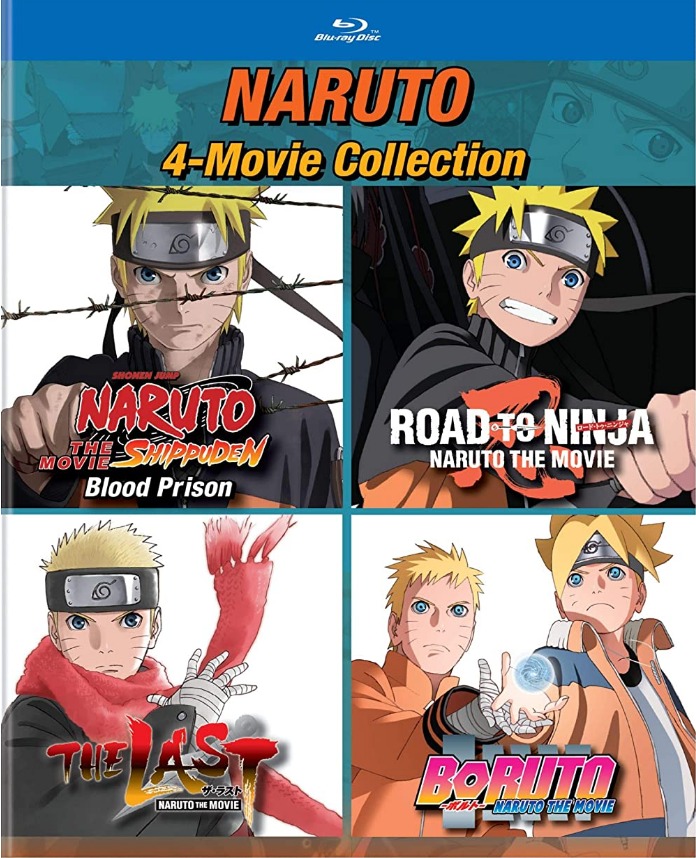 Blu-ray Disc™
NARUTO
4-Movie Collection
SHONEN JUMP
NARUTO
THE MOVIE SHIPPUDEN
Blood Prison
ROAD TO NINJA
ロード・トゥ・ニンジャ
NARUTO THE MOVIE
THE LAST
ザ・ラスト
NARUTO THE MOVIE
BORUTO
-ボルト- NARUTO THE MOVIE